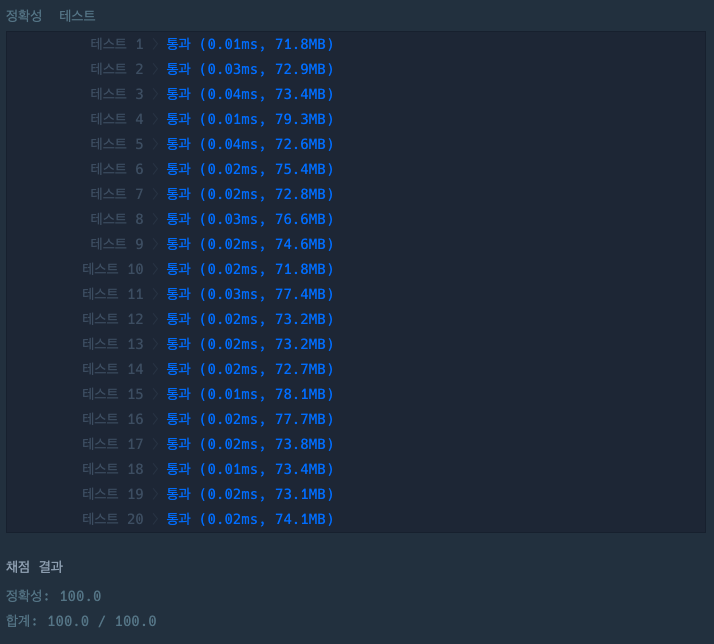 정확성  테스트
테스트 1 > 통과 (0.01ms, 71.8MB)
테스트 2 > 통과 (0.03ms, 72.9MB)
테스트 3 > 통과 (0.04ms, 73.4MB)
테스트 4 > 통과 (0.01ms, 79.3MB)
테스트 5 > 통과 (0.04ms, 72.6MB)
테스트 6 > 통과 (0.02ms, 75.4MB)
테스트 7 > 통과 (0.02ms, 72.8MB)
테스트 8 > 통과 (0.03ms, 76.6MB)
테스트 9 > 통과 (0.02ms, 74.6MB)
테스트 10 > 통과 (0.02ms, 71.8MB)
테스트 11 > 통과 (0.03ms, 77.4MB)
테스트 12 > 통과 (0.02ms, 73.2MB)
테스트 13 > 통과 (0.02ms, 73.2MB)
테스트 14 > 통과 (0.02ms, 72.7MB)
테스트 15 > 통과 (0.01ms, 78.1MB)
테스트 16 > 통과 (0.02ms, 77.7MB)
테스트 17 > 통과 (0.02ms, 73.8MB)
테스트 18 > 통과 (0.01ms, 73.4MB)
테스트 19 > 통과 (0.02ms, 73.1MB)
테스트 20 > 통과 (0.02ms, 74.1MB)
채점 결과
정확성: 100.0
합계: 100.0 / 100.0